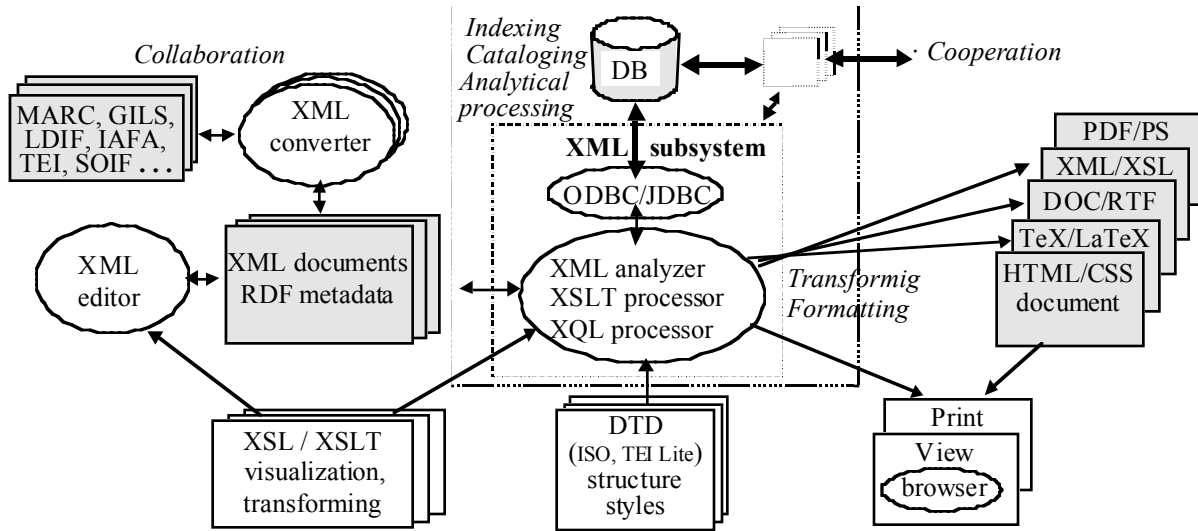 Collaboration
MARC, GILS,
LDIF, IAFA,
TEI, SOIF . . .
XML
converter
Indexing
Cataloging
Analytical
processing
DB
· Cooperation
XML subsystem
ODBC/JDBC
XML
editor
XML documents
RDF metadata
XML analyzer
XSLT processor
XQL processor
Transformig
Formatting
PDF/PS
XML/XSL
DOC/RTF
TeX/LaTeX
HTML/CSS
document
XSL / XSLT
visualization,
transforming
DTD
(ISO, TEI Lite)
structure
styles
Print
View
browser